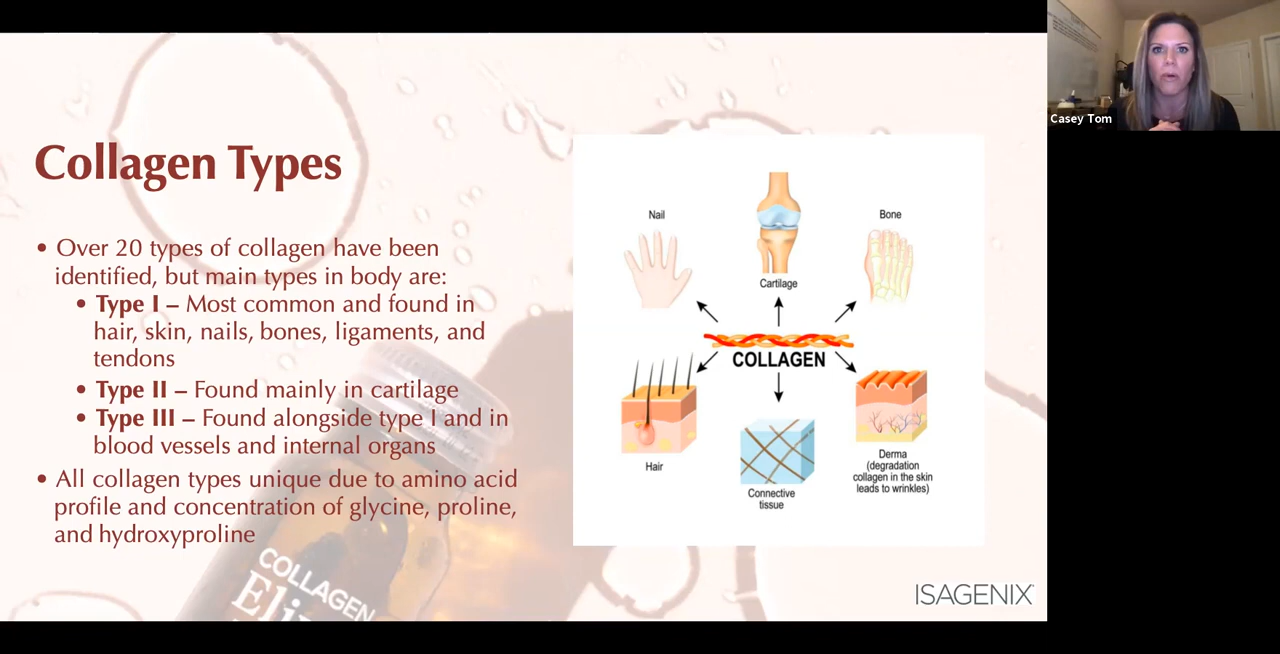 Collagen Types
• Over 20 types of collagen have been
identified, but main types in body are:
• Type I – Most common and found in
hair, skin, nails, bones, ligaments, and
tendons
• Type II – Found mainly in cartilage
• Type III – Found alongside type I and in
blood vessels and internal organs
• All collagen types unique due to amino acid
profile and concentration of glycine, proline,
and hydroxyproline
COLLAGEN
Nail
Cartilage
Bone
COLLAGEN
Hair
Connective
tissue
Derma
(degradation
collagen in the skin
leads to wrinkles)
ISAGENIX
Casey Tom